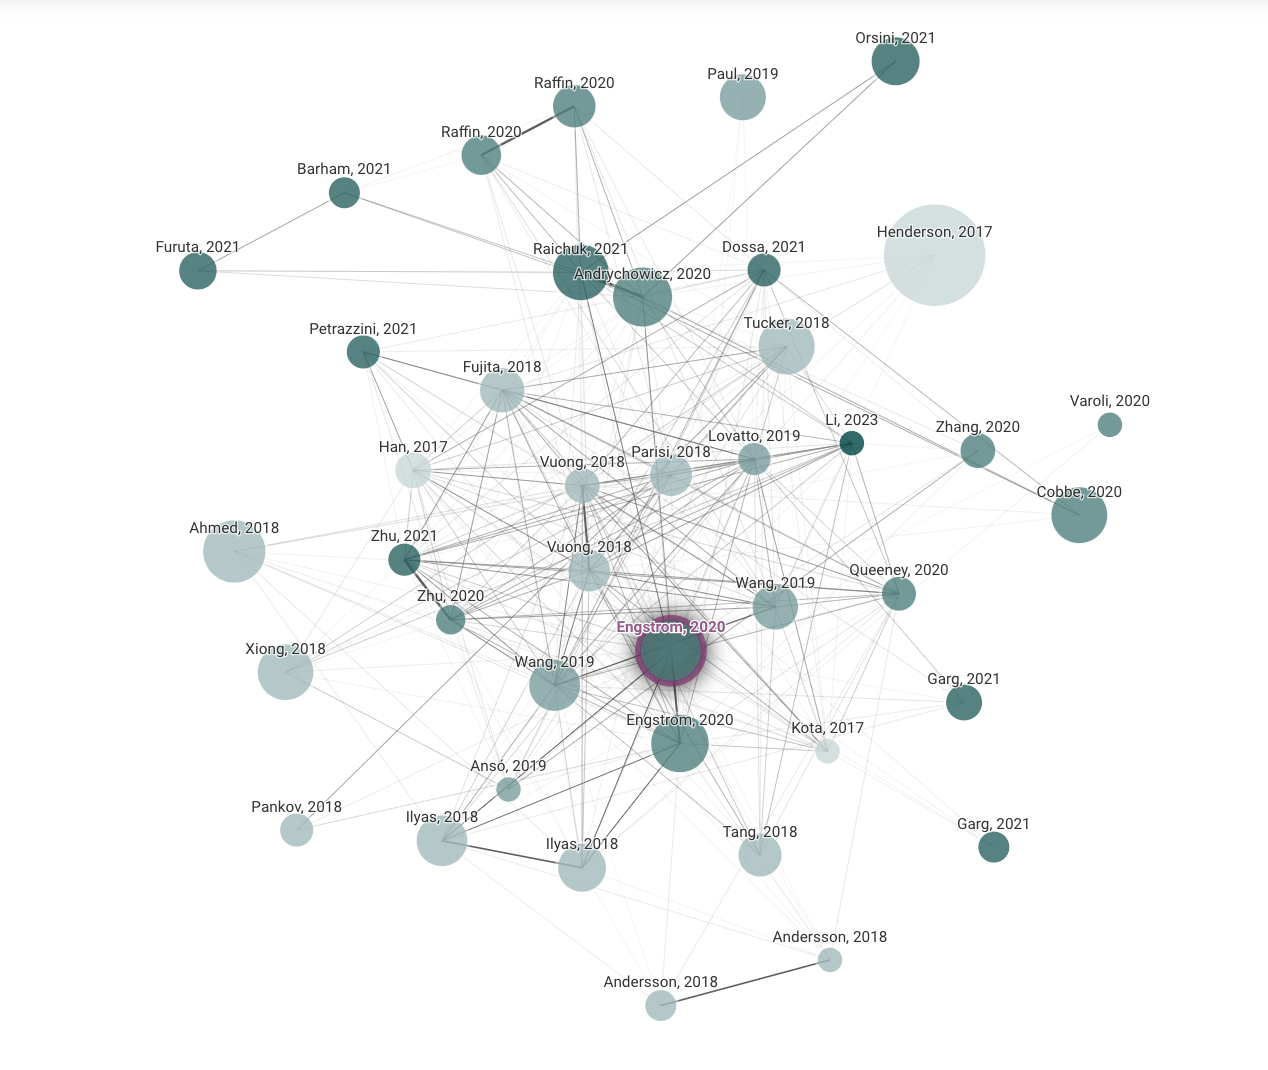 Orsini, 2021
Paul, 2019
Raffin, 2020
Raffin, 2020
Barham, 2021
Henderson, 2017
Furuta, 2021
Raichuk, 2021
Dossa, 2021
Andrychowicz, 2020
Tucker, 2018
Petrazzini, 2021
Fujita, 2018
Varoli, 2020
Li, 2023
Zhang, 2020
Lovatto, 2019
Han, 2017
Parisi, 2018
Vuong, 2018
Cobbe, 2020
Ahmed, 2018
Zhu, 2021
Vuong, 2018
Queeney, 2020
Wang, 2019
Zhu, 2020
Engstrom, 2020
Xiong, 2018
Wang, 2019
Garg, 2021
Engstrom, 2020
Kota, 2017
Ansó, 2019
Pankov, 2018
Ilyas, 2018
Garg, 2021
Tang, 2018
Ilyas, 2018
Andersson, 2018
Andersson, 2018